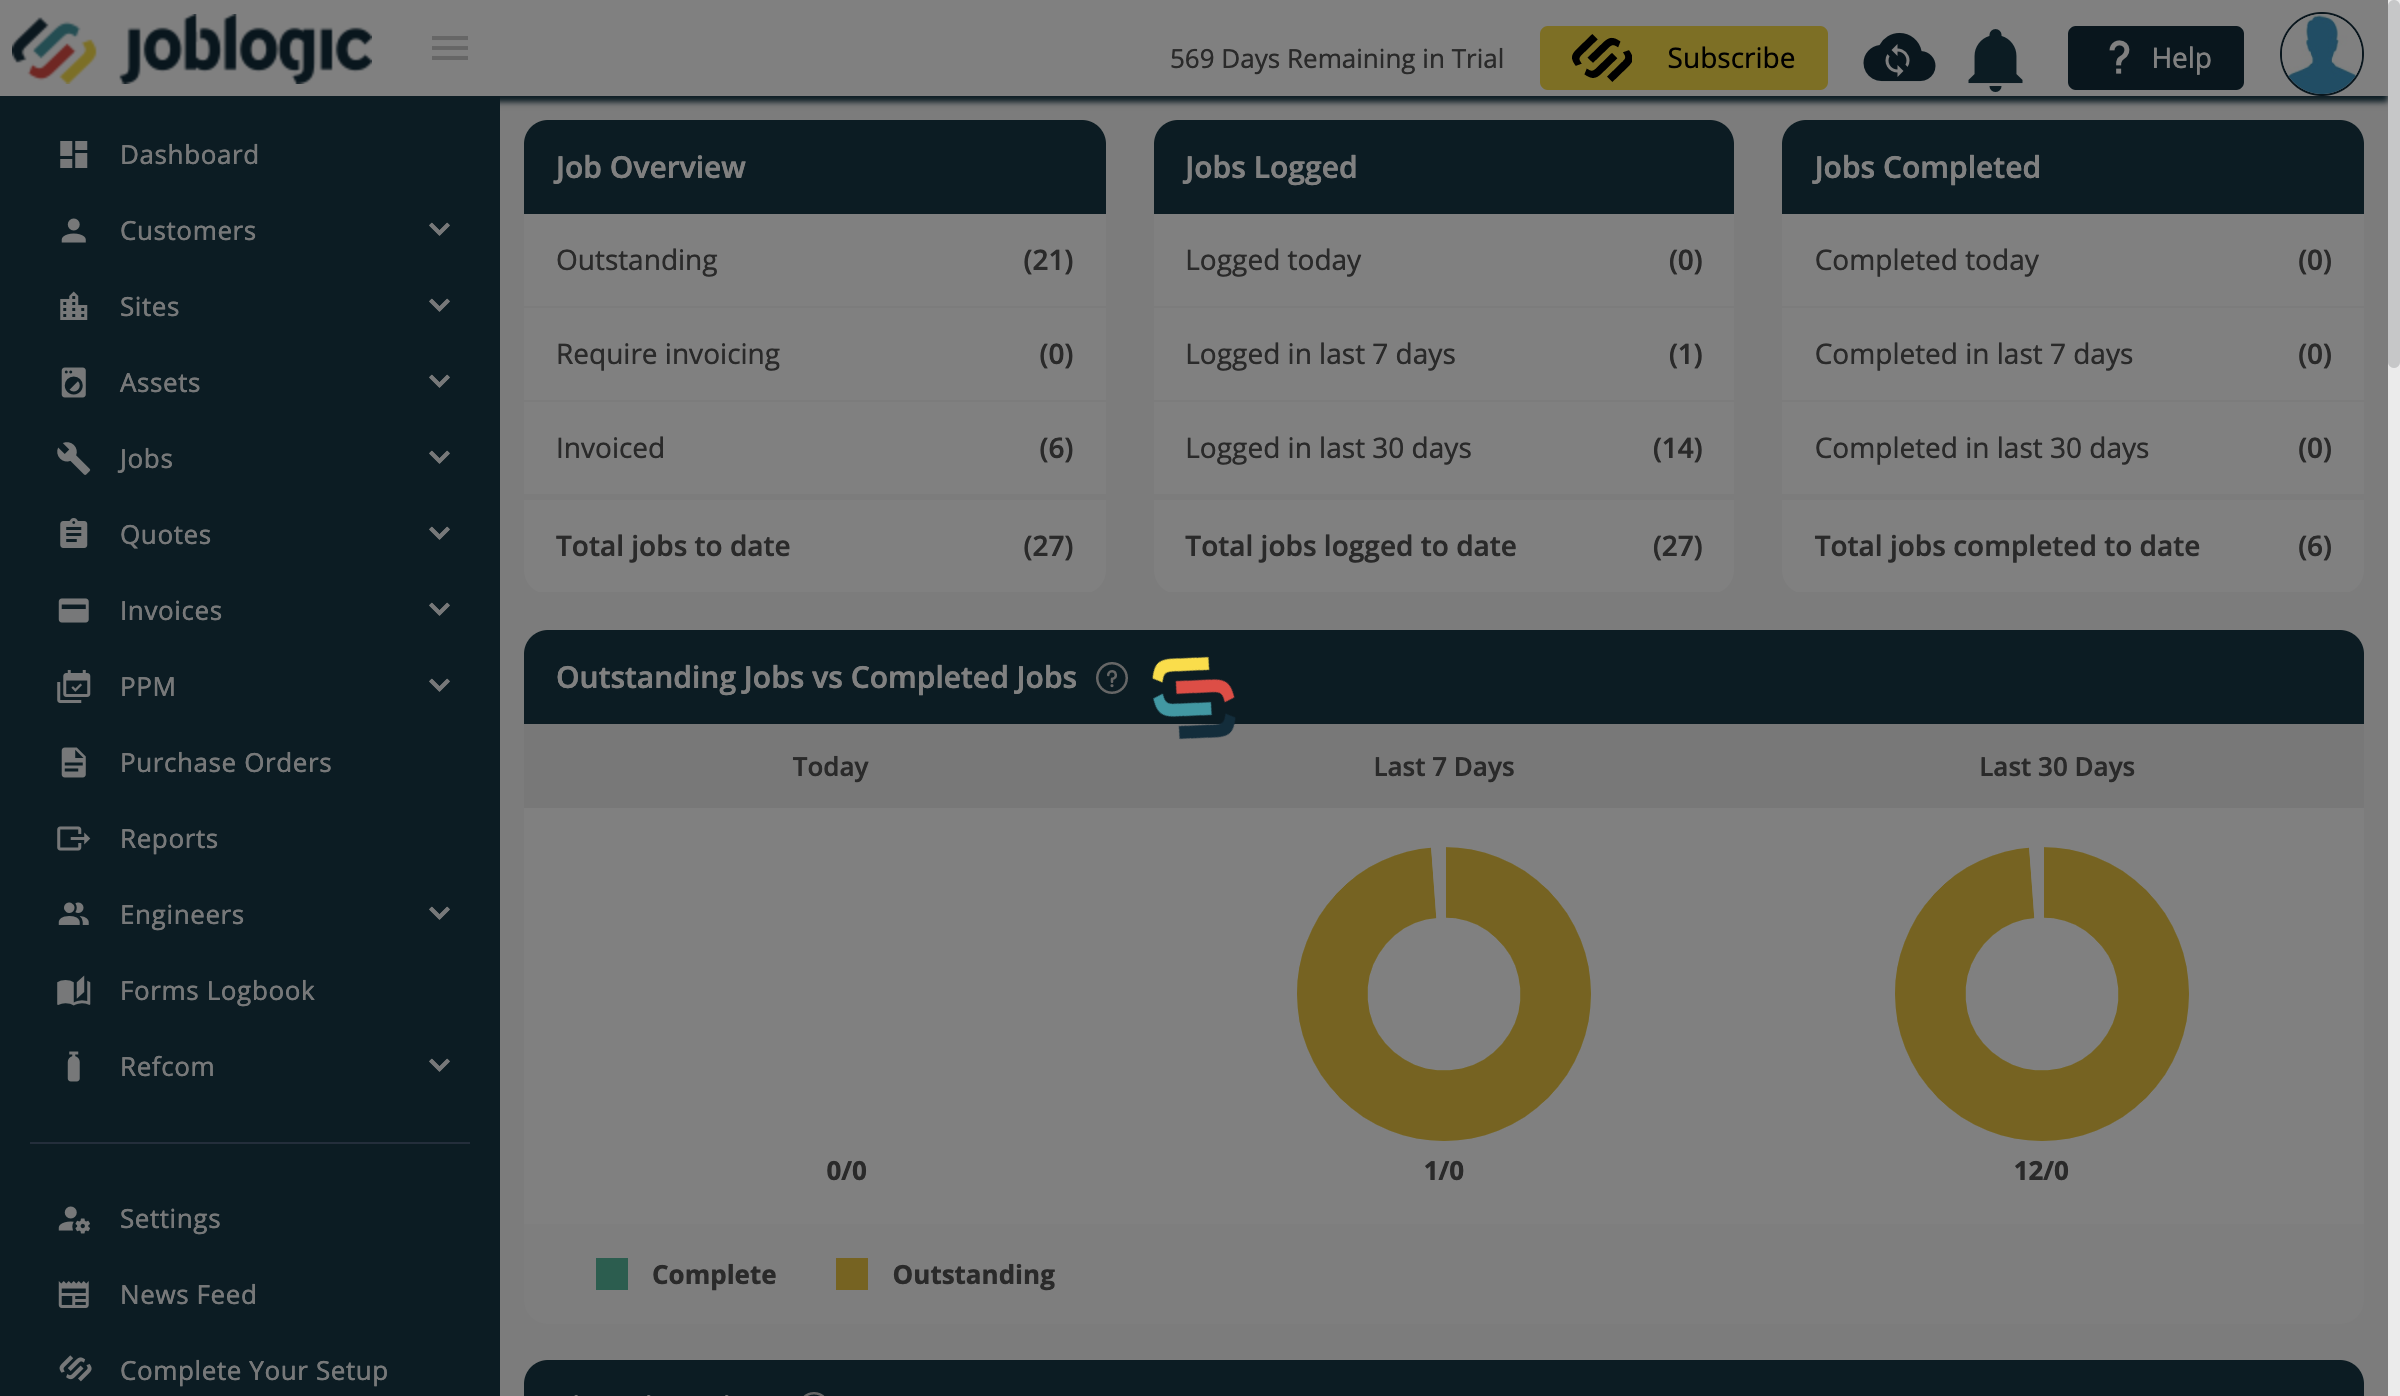 joblogic
569 Days Remaining in Trial
Subscribe
? Help
Dashboard
Customers
Sites
Assets
Jobs
Quotes
Invoices
PPM
Purchase Orders
Reports
Engineers
Forms Logbook
Refcom
Settings
News Feed
Complete Your Setup
Job Overview
Outstanding (21)
Require invoicing (0)
Invoiced (6)
Total jobs to date (27)
Jobs Logged
Logged today (0)
Logged in last 7 days (1)
Logged in last 30 days (14)
Total jobs logged to date (27)
Jobs Completed
Completed today (0)
Completed in last 7 days (0)
Completed in last 30 days (0)
Total jobs completed to date (6)
Outstanding Jobs vs Completed Jobs ?
Today Last 7 Days Last 30 Days
0/0 1/0 12/0
Complete Outstanding